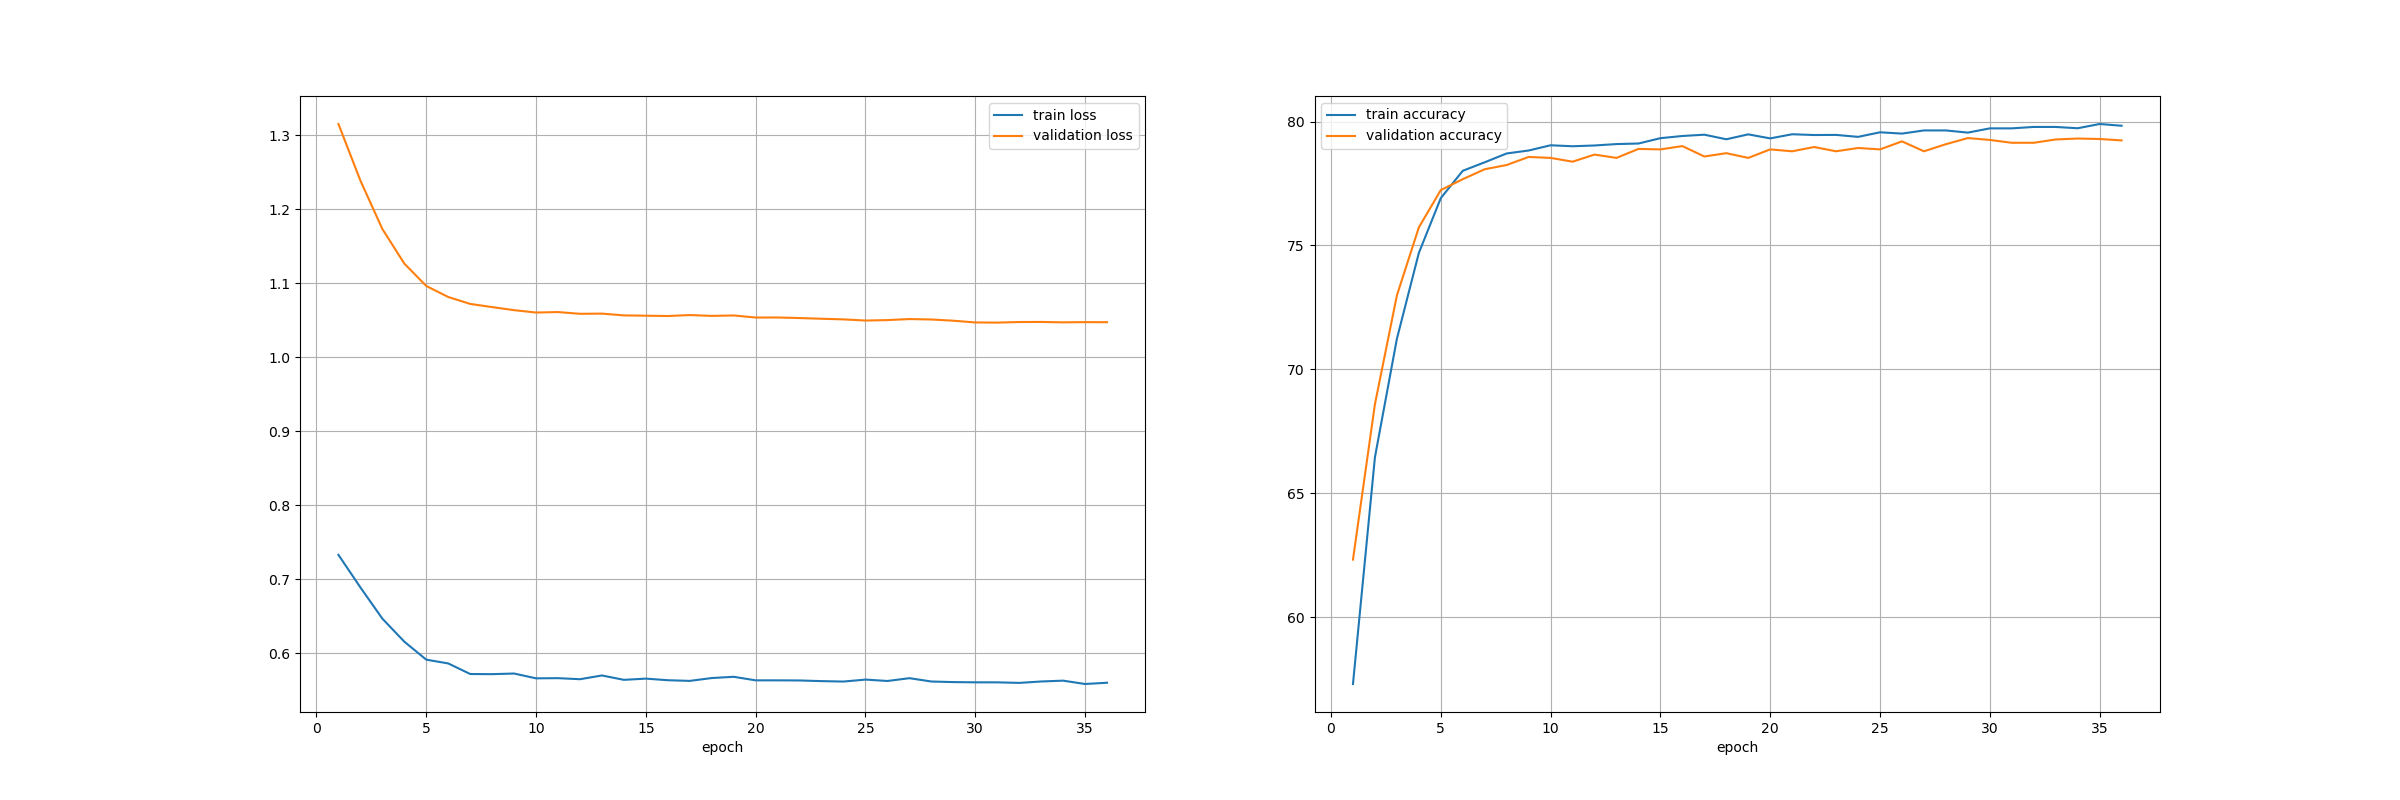 train loss
validation loss
1.3
1.2
1.1
1.0
0.9
0.8
0.7
0.6
0 5 10 15 20 25 30 35
epoch
train accuracy
validation accuracy
80
75
70
65
60
0 5 10 15 20 25 30 35
epoch